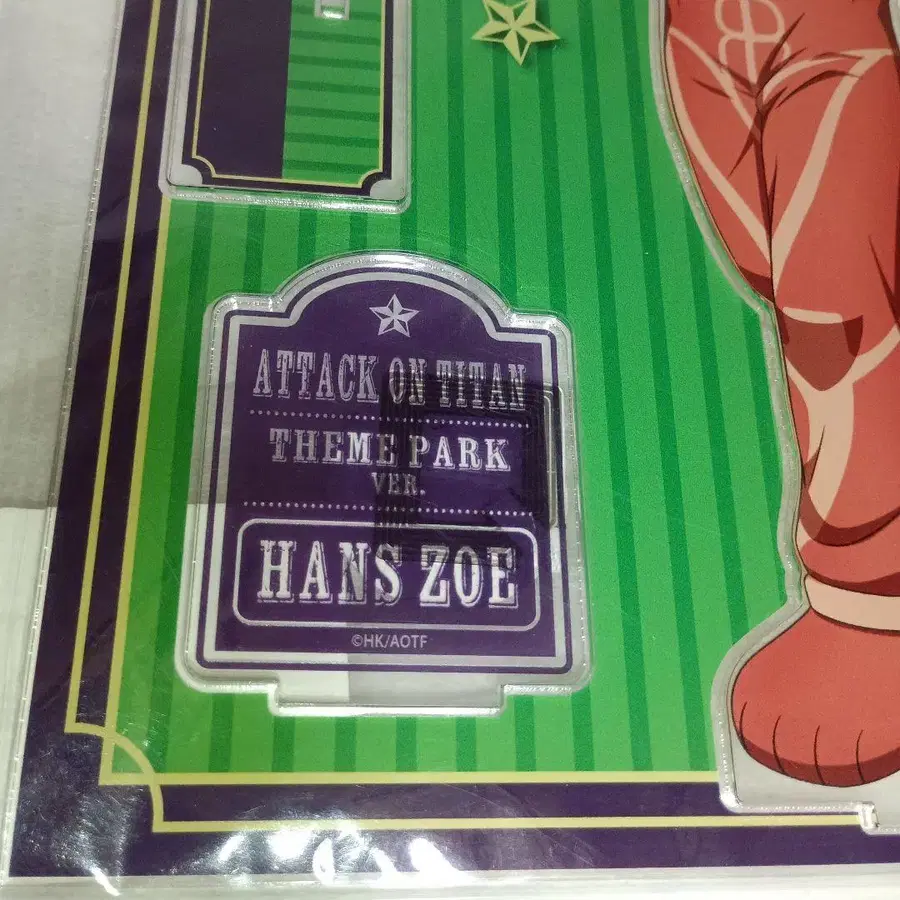 ATTACK ON TITAN
THEME PARK
VER.
HANS ZOE
©HK/AOTF